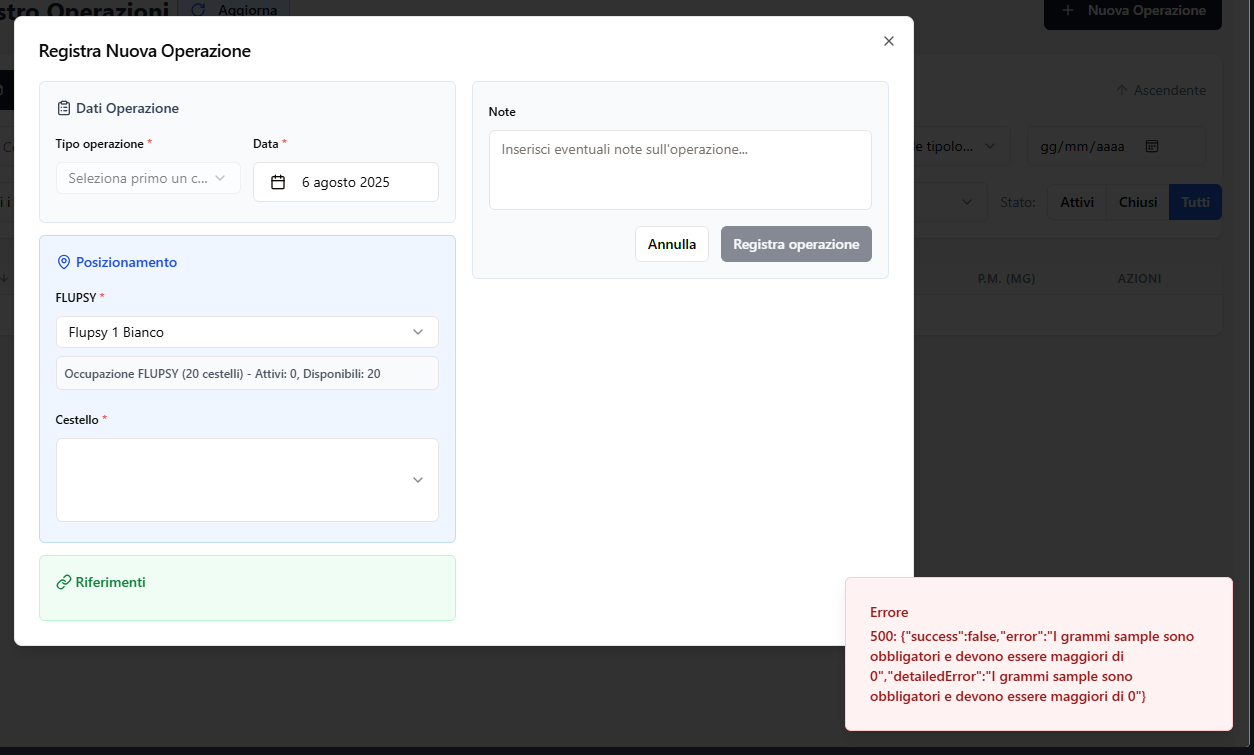 Registro Operazioni
Aggiorna
Nuova Operazione
Registra Nuova Operazione
Ascendente
Dati Operazione
Tipo operazione *
Data *
Seleziona primo un c...
6 agosto 2025
Note
Inserisci eventuali note sull'operazione...
Annulla
Registra operazione
e tipolo...
gg/mm/aaaa
Stato:
Attivi
Chiusi
Tutti
P.M. (MG)
AZIONI
Posizionamento
FLUPSY *
Flupsy 1 Bianco
Occupazione FLUPSY (20 cestelli) - Attivi: 0, Disponibili: 20
Cestello *
Riferimenti
Errore
500: {"success":false,"error":"I grammi sample sono
obbligatori e devono essere maggiori di
0","detailedError":"I grammi sample sono
obbligatori e devono essere maggiori di 0"}